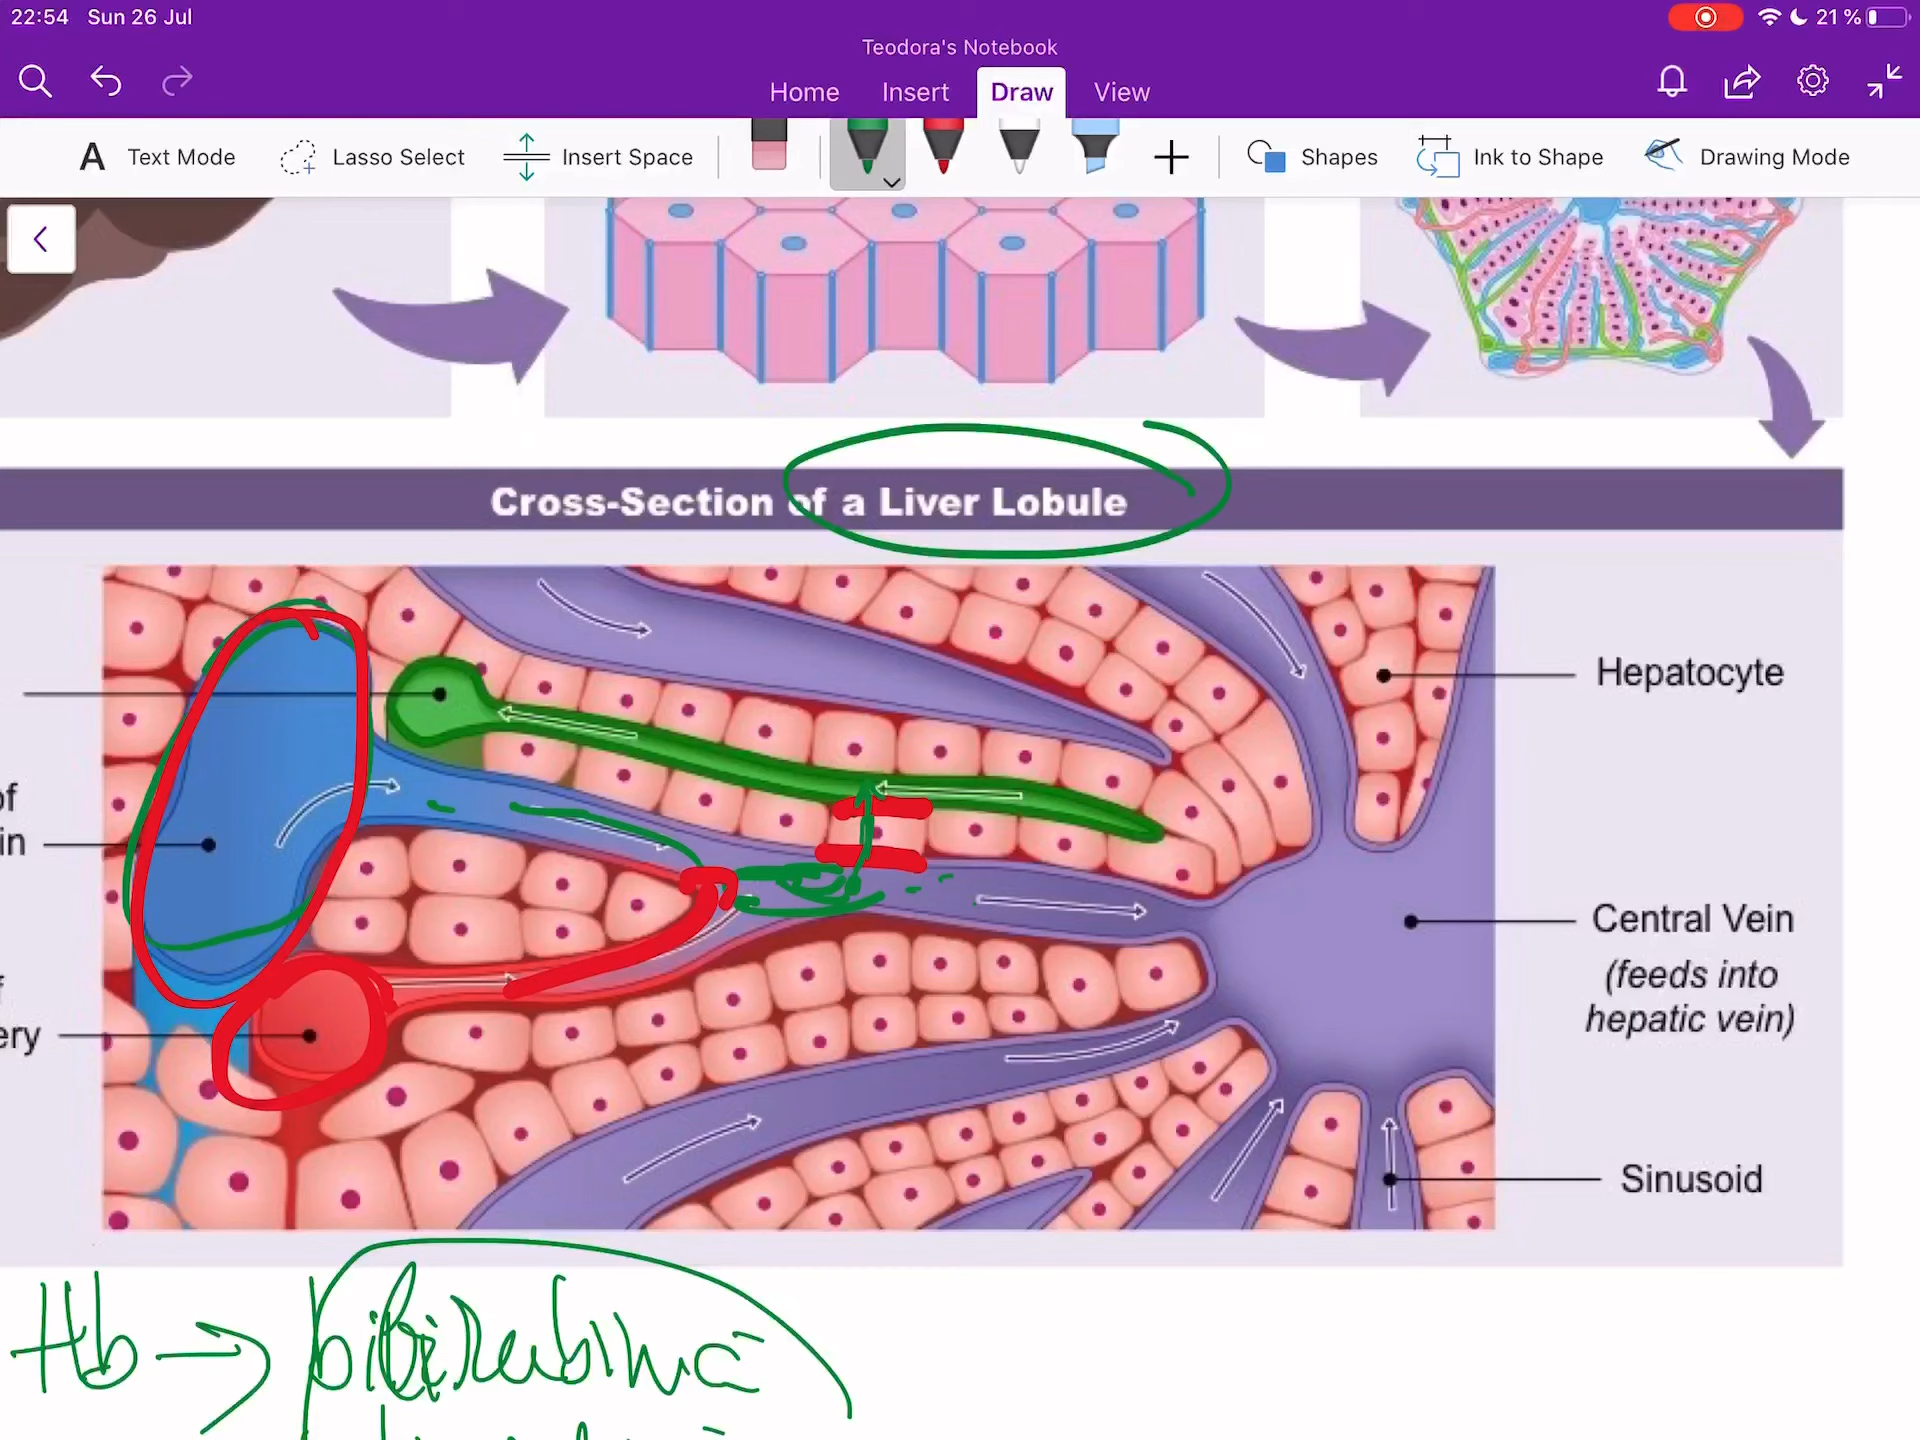 22:54 Sun 26 Jul
21%
Teodora's Notebook
Home Insert Draw View
A Text Mode Lasso Select Insert Space Shapes Ink to Shape Drawing Mode
Cross-Section of a Liver Lobule
Hepatocyte
of
in
Central Vein
(feeds into
hepatic vein)
ery
Sinusoid
Hb → bilirubină